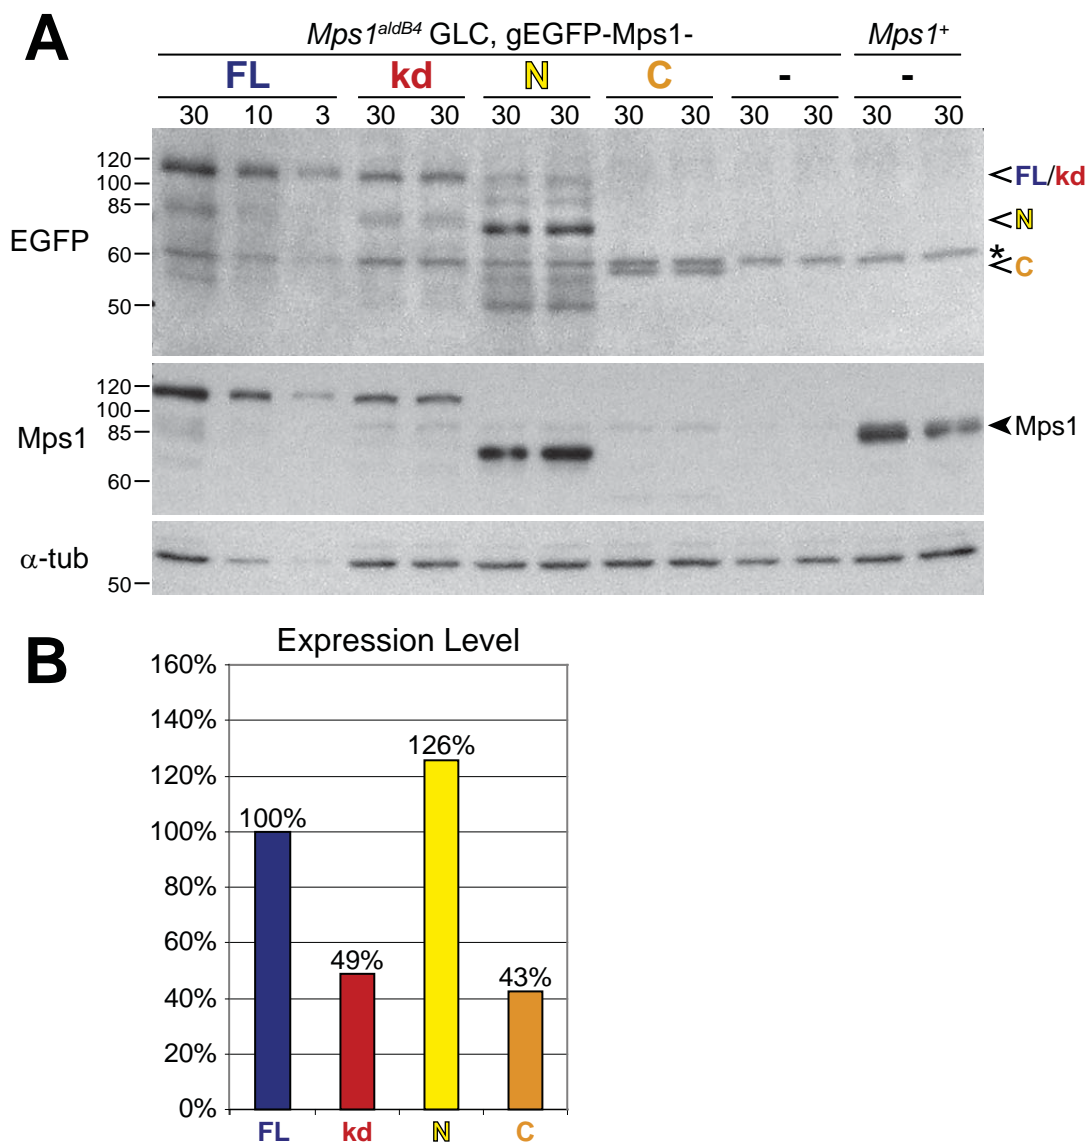 A
Mps1aldB4 GLC, gEGFP-Mps1-
Mps1+
FL kd N C - -
30 10 3 30 30 30 30 30 30 30 30 30 30
EGFP
120
100
85
60
50
FL/kd
N
*
C
Mps1
120
100
85
60
Mps1
α-tub
50
B
Expression Level
160%
140%
120%
100%
80%
60%
40%
20%
0%
100%
49%
126%
43%
FL kd N C